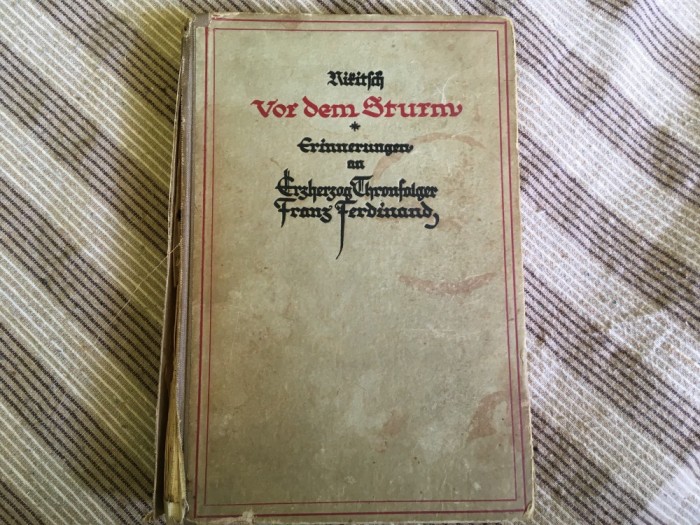 Nikitsch
Vor dem Sturm
*
Erinnerungen
an
Erzherzog Thronfolger
Franz Ferdinand